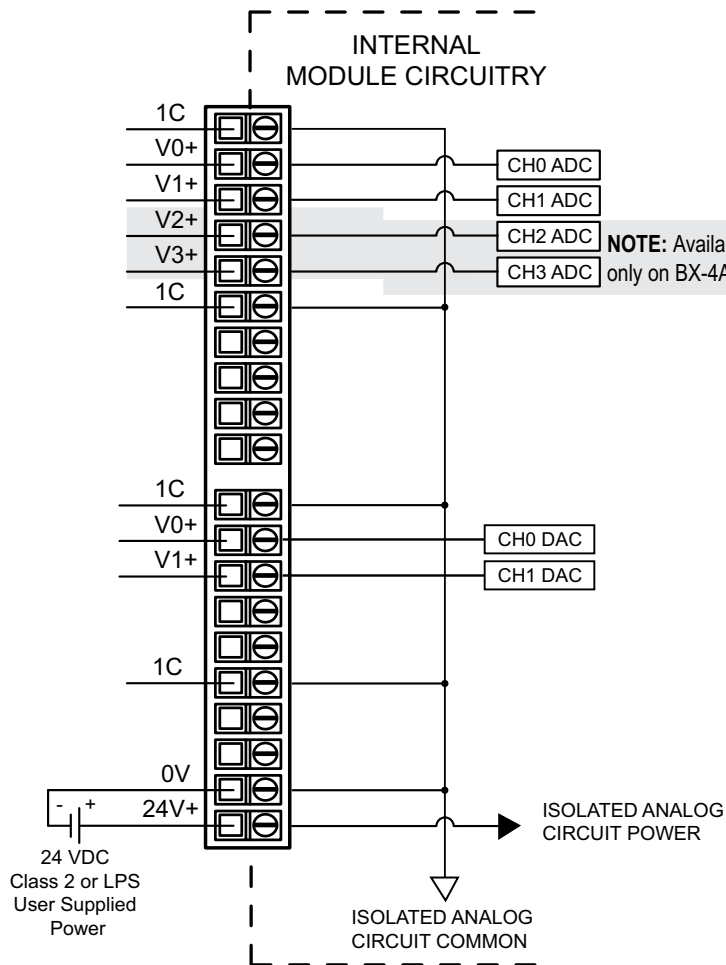 INTERNAL
MODULE CIRCUITRY
1C
V0+
CH0 ADC
V1+
CH1 ADC
V2+
CH2 ADC
NOTE:
V3+
CH3 ADC
only on
1C
1C
V0+
CH0 DAC
V1+
CH1 DAC
1C
0V
- +
24V+
ISOLATED ANALOG
CIRCUIT POWER
24 VDC
Class 2 or LPS
User Supplied
Power
ISOLATED ANALOG
CIRCUIT COMMON